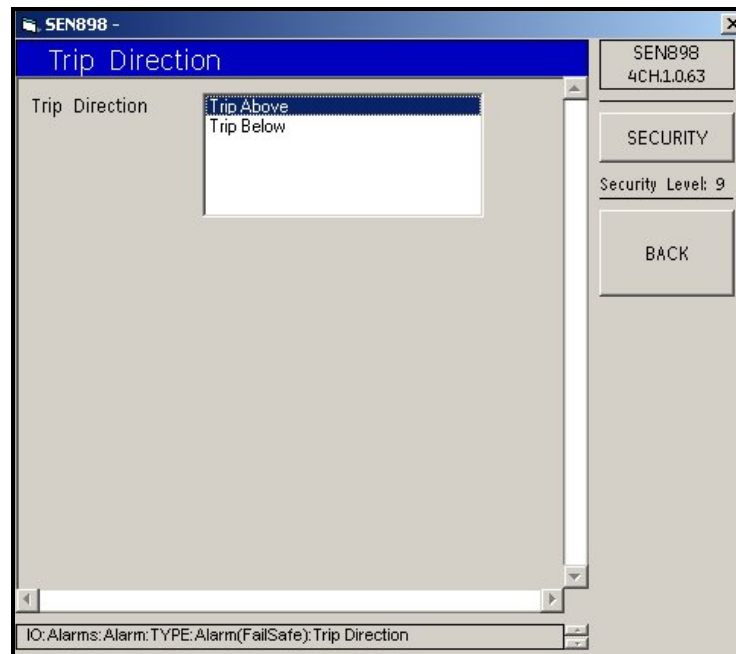 SEN898 -
Trip Direction
SEN898
4CH.1.0.63
Trip Direction
Trip Above
Trip Below
SECURITY
Security Level: 9
BACK
IO:Alarms:Alarm:TYPE:Alarm(FailSafe):Trip Direction